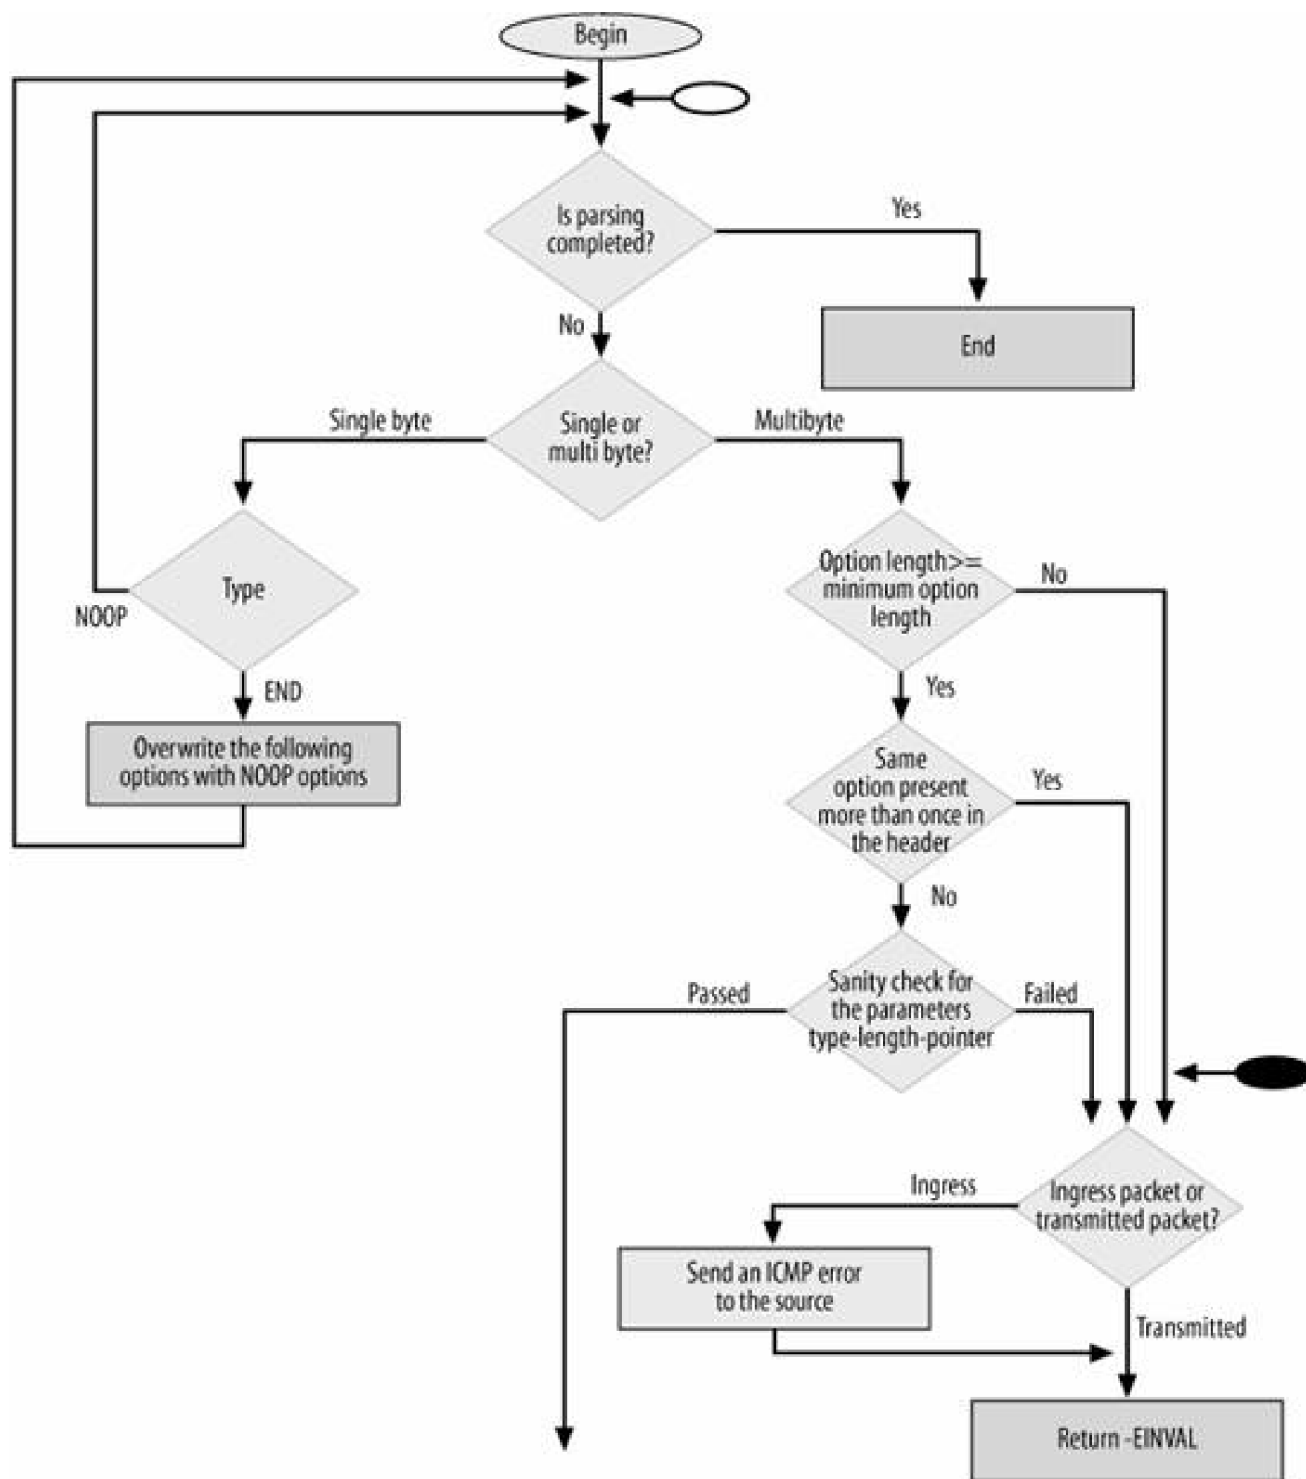 Begin
Is parsing
completed?
Yes
No
End
Single byte
Single or
multi byte?
Multibyte
Type
NOOP
END
Overwrite the following
options with NOOP options
Option length>=
minimum option
length
No
Yes
Same
option present
more than once in
the header
Yes
No
Passed
Sanity check for
the parameters
type-length-pointer
Failed
Ingress
Ingress packet or
transmitted packet?
Send an ICMP error
to the source
Transmitted
Return -EINVAL